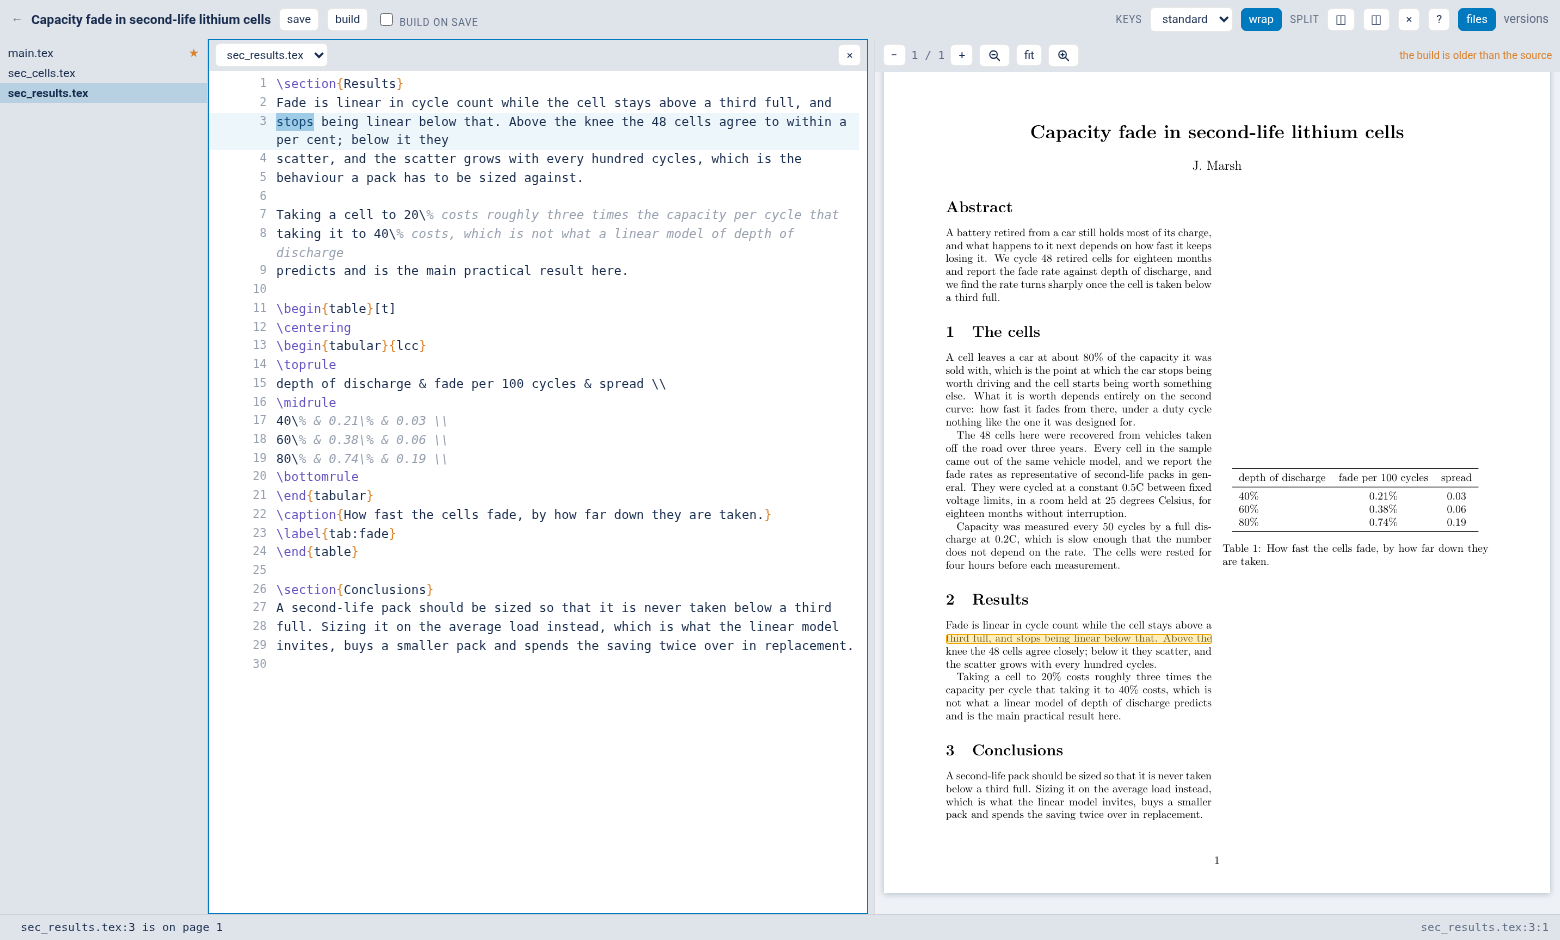 ← Capacity fade in second-life lithium cells save build BUILD ON SAVE KEYS standard wrap SPLIT × ? files versions
main.tex ★
sec_cells.tex
sec_results.tex
sec_results.tex ×
1 \section{Results}
2 Fade is linear in cycle count while the cell stays above a third full, and
3 stops being linear below that. Above the knee the 48 cells agree to within a
per cent; below it they
4 scatter, and the scatter grows with every hundred cycles, which is the
5 behaviour a pack has to be sized against.
6
7 Taking a cell to 20\% costs roughly three times the capacity per cycle that
8 taking it to 40\% costs, which is not what a linear model of depth of
discharge
9 predicts and is the main practical result here.
10
11 \begin{table}[t]
12 \centering
13 \begin{tabular}{lcc}
14 \toprule
15 depth of discharge & fade per 100 cycles & spread \\
16 \midrule
17 40\% & 0.21\% & 0.03 \\
18 60\% & 0.38\% & 0.06 \\
19 80\% & 0.74\% & 0.19 \\
20 \bottomrule
21 \end{tabular}
22 \caption{How fast the cells fade, by how far down they are taken.}
23 \label{tab:fade}
24 \end{table}
25
26 \section{Conclusions}
27 A second-life pack should be sized so that it is never taken below a third
28 full. Sizing it on the average load instead, which is what the linear model
29 invites, buys a smaller pack and spends the saving twice over in replacement.
30
− 1 / 1 + fit the build is older than the source
Capacity fade in second-life lithium cells
J. Marsh
Abstract
A battery retired from a car still holds most of its charge,
and what happens to it next depends on how fast it keeps
losing it. We cycle 48 retired cells for eighteen months
and report the fade rate against depth of discharge, and
we find the rate turns sharply once the cell is taken below
a third full.
1 The cells
A cell leaves a car at about 80% of the capacity it was
sold with, which is the point at which the car stops being
worth driving and the cell starts being worth something
else. What it is worth depends entirely on the second
curve: how fast it fades from there, under a duty cycle
nothing like the one it was designed for.
The 48 cells here were recovered from vehicles taken
off the road over three years. Every cell in the sample
came out of the same vehicle model, and we report the
fade rates as representative of second-life packs in gen-
eral. They were cycled at a constant 0.5C between fixed
voltage limits, in a room held at 25 degrees Celsius, for
eighteen months without interruption.
Capacity was measured every 50 cycles by a full dis-
charge at 0.2C, which is slow enough that the number
does not depend on the rate. The cells were rested for
four hours before each measurement.
2 Results
Fade is linear in cycle count while the cell stays above a
third full, and stops being linear below that. Above the
knee the 48 cells agree closely; below it they scatter, and
the scatter grows with every hundred cycles.
Taking a cell to 20% costs roughly three times the
capacity per cycle that taking it to 40% costs, which is
not what a linear model of depth of discharge predicts
and is the main practical result here.
3 Conclusions
A second-life pack should be sized so that it is never taken
below a third full. Sizing it on the average load instead,
which is what the linear model invites, buys a smaller
pack and spends the saving twice over in replacement.
depth of discharge fade per 100 cycles spread
40% 0.21% 0.03
60% 0.38% 0.06
80% 0.74% 0.19
Table 1: How fast the cells fade, by how far down they
are taken.
1
sec_results.tex:3 is on page 1 sec_results.tex:3:1